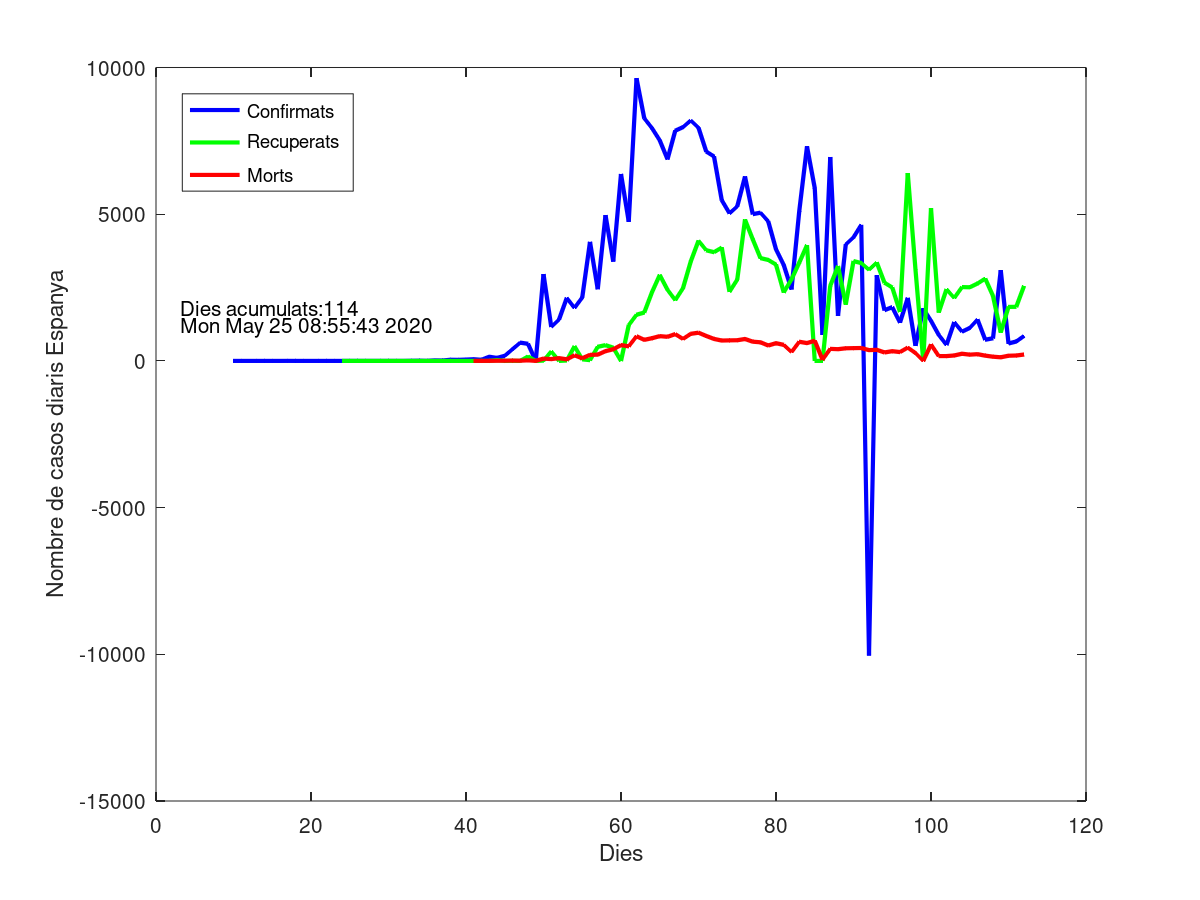 10000
5000
0
-5000
-10000
-15000
Confirmats
Recuperats
Morts
Dies acumulats:114
Mon May 25 08:55:43 2020
Nombre de casos diaris Espanya
0 20 40 60 80 100 120
Dies